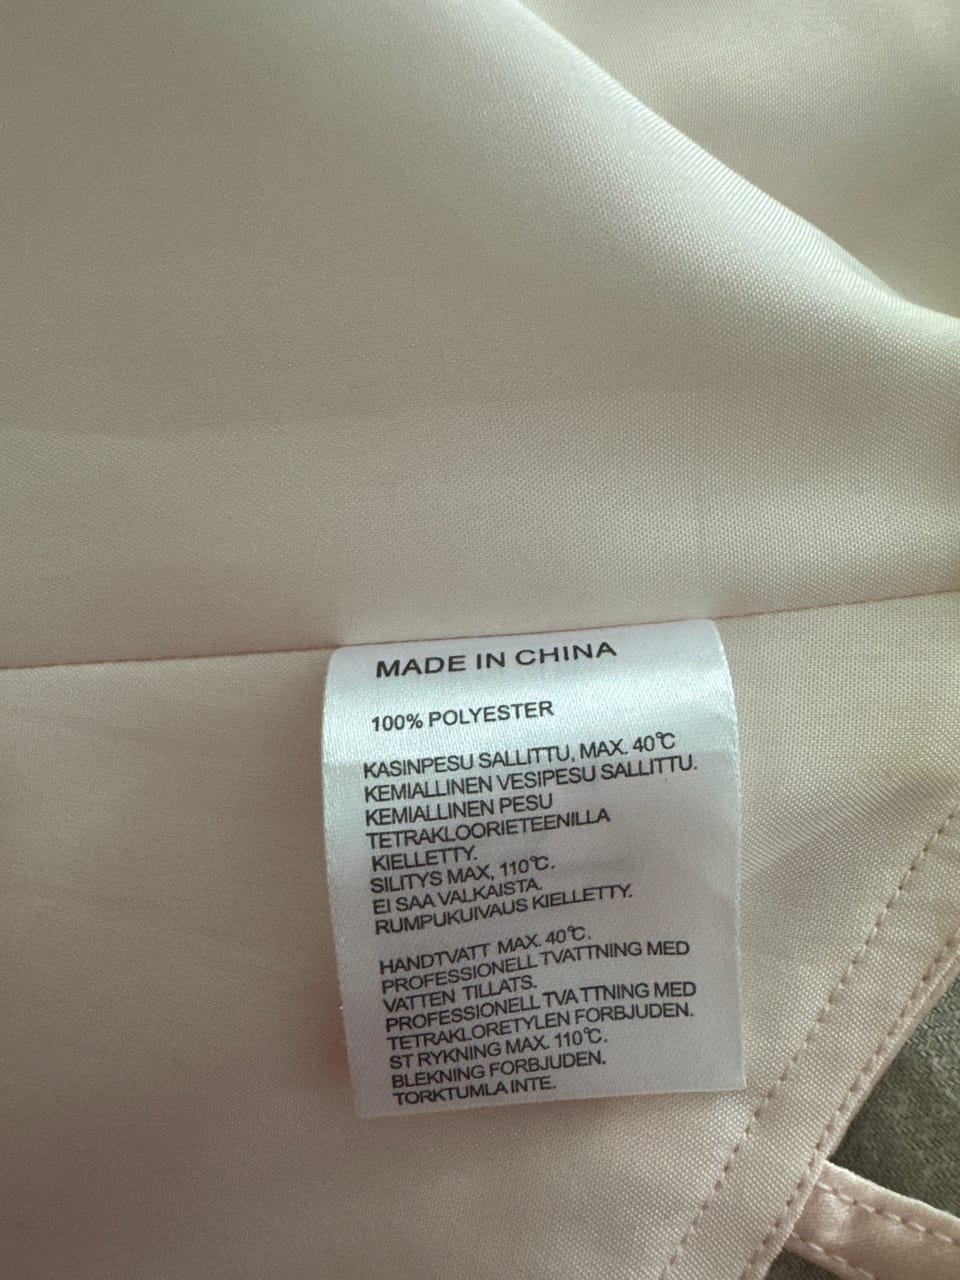 MADE IN CHINA
100% POLYESTER
KASINPESU SALLITTU, MAX. 40℃
KEMIALLINEN VESIPESU SALLITTU.
KEMIALLINEN PESU
TETRAKLOORIETEENILLA
KIELLETTY.
SILITYS MAX, 110℃.
EI SAA VALKAISTA.
RUMPUKUIVAUS KIELLETTY.
HANDTVATT MAX. 40℃.
PROFESSIONELL TVATTNING MED
VATTEN TILLATS.
PROFESSIONELL TVA TTNING MED
TETRAKLORETYLEN FORBJUDEN.
ST RYKNING MAX. 110℃.
BLEKNING FORBJUDEN.
TORKTUMLA INTE.